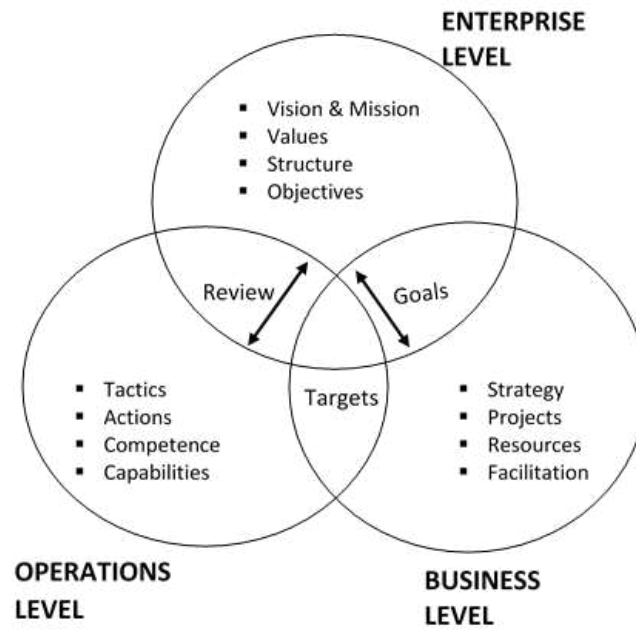 ENTERPRISE
LEVEL
▪ Vision & Mission
▪ Values
▪ Structure
▪ Objectives
Review
Goals
Targets
▪ Tactics
▪ Actions
▪ Competence
▪ Capabilities
▪ Strategy
▪ Projects
▪ Resources
▪ Facilitation
OPERATIONS
LEVEL
BUSINESS
LEVEL